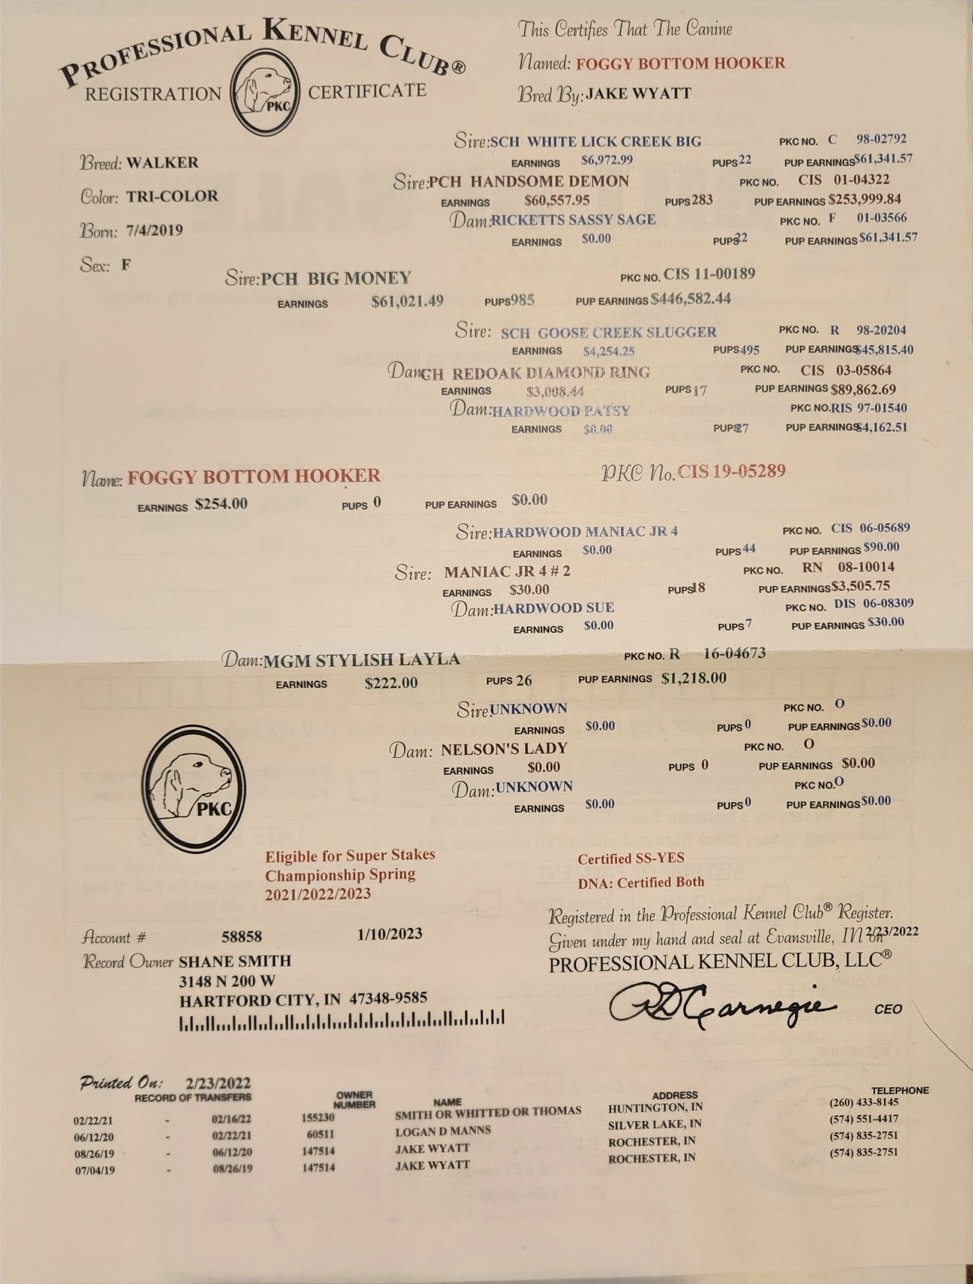 PROFESSIONAL KENNEL CLUB®
REGISTRATION PKC CERTIFICATE
This Certifies That The Canine
Named: FOGGY BOTTOM HOOKER
Bred By: JAKE WYATT
Breed: WALKER
Color: TRI-COLOR
Born: 7/4/2019
Sex: F
Sire: SCH WHITE LICK CREEK BIG PKC NO. C 98-02792
EARNINGS $6,972.99 PUPS 22 PUP EARNINGS $61,341.57
Sire: PCH HANDSOME DEMON PKC NO. CIS 01-04322
EARNINGS $60,557.95 PUPS 283 PUP EARNINGS $253,999.84
Dam: RICKETTS SASSY SAGE PKC NO. F 01-03566
EARNINGS $0.00 PUPS 22 PUP EARNINGS $61,341.57
Sire: PCH BIG MONEY PKC NO. CIS 11-00189
EARNINGS $61,021.49 PUPS 985 PUP EARNINGS $446,582.44
Sire: SCH GOOSE CREEK SLUGGER PKC NO. R 98-20204
EARNINGS $4,254.25 PUPS 495 PUP EARNINGS $45,815.40
Dam: CH REDOAK DIAMOND RING PKC NO. CIS 03-05864
EARNINGS $3,008.44 PUPS 17 PUP EARNINGS $89,862.69
Dam: HARDWOOD PATSY PKC NO. RIS 97-01540
EARNINGS $0.00 PUPS 27 PUP EARNINGS $4,162.51
Name: FOGGY BOTTOM HOOKER PKC No. CIS 19-05289
EARNINGS $254.00 PUPS 0 PUP EARNINGS $0.00
Sire: HARDWOOD MANIAC JR 4 PKC NO. CIS 06-05689
EARNINGS $0.00 PUPS 44 PUP EARNINGS $90.00
Sire: MANIAC JR 4 # 2 PKC NO. RN 08-10014
EARNINGS $30.00 PUPS 18 PUP EARNINGS $3,505.75
Dam: HARDWOOD SUE PKC NO. DIS 06-08309
EARNINGS $0.00 PUPS 7 PUP EARNINGS $30.00
Dam: MGM STYLISH LAYLA PKC NO. R 16-04673
EARNINGS $222.00 PUPS 26 PUP EARNINGS $1,218.00
Sire: UNKNOWN PKC NO. O
EARNINGS $0.00 PUPS 0 PUP EARNINGS $0.00
Dam: NELSON'S LADY PKC NO. O
EARNINGS $0.00 PUPS 0 PUP EARNINGS $0.00
Dam: UNKNOWN PKC NO. O
EARNINGS $0.00 PUPS 0 PUP EARNINGS $0.00
PKC
Eligible for Super Stakes
Championship Spring
2021/2022/2023
Certified SS-YES
DNA: Certified Both
Account # 58858 1/10/2023
Record Owner SHANE SMITH
3148 N 200 W
HARTFORD CITY, IN 47348-9585
Registered in the Professional Kennel Club® Register.
Given under my hand and seal at Evansville, IN on 2/23/2022
PROFESSIONAL KENNEL CLUB, LLC®
RD Carnegie CEO
Printed On: 2/23/2022
RECORD OF TRANSFERS OWNER NUMBER NAME ADDRESS TELEPHONE
02/22/21 - 02/16/22 155230 SMITH OR WHITTED OR THOMAS HUNTINGTON, IN (260) 433-8145
06/12/20 - 02/22/21 60511 LOGAN D MANNS SILVER LAKE, IN (574) 551-4417
08/26/19 - 06/12/20 147514 JAKE WYATT ROCHESTER, IN (574) 835-2751
07/04/19 - 08/26/19 147514 JAKE WYATT ROCHESTER, IN (574) 835-2751